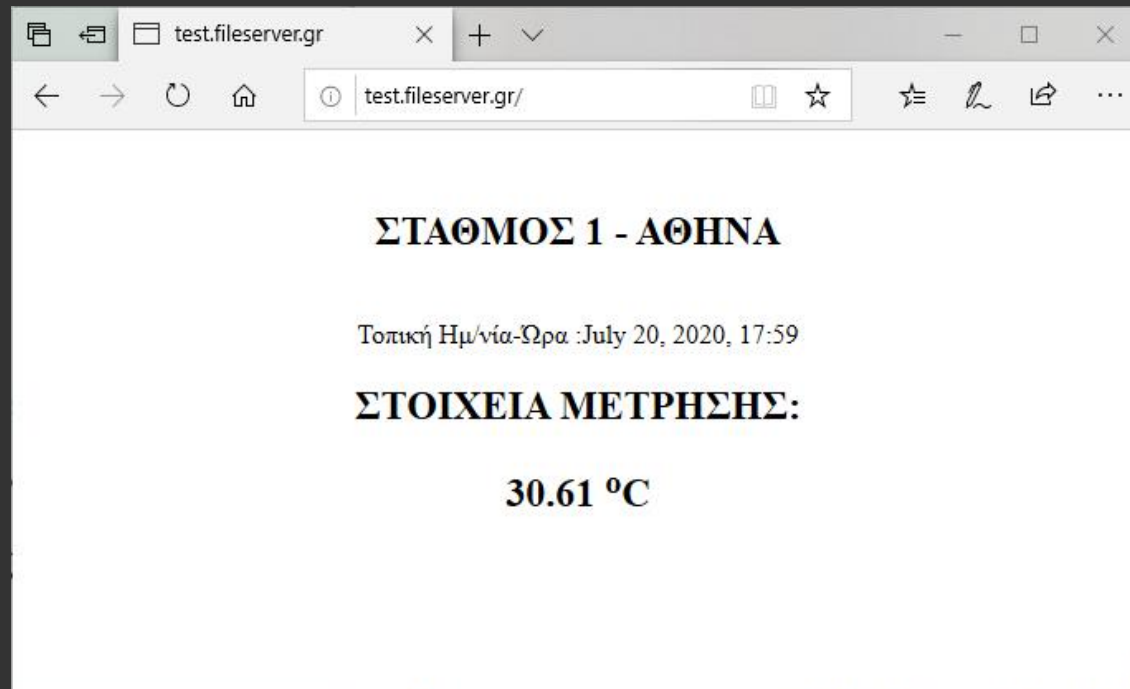 test.fileserver.gr
test.fileserver.gr/
ΣΤΑΘΜΟΣ 1 - ΑΘΗΝΑ
Τοπική Ημ/νία-Ώρα :July 20, 2020, 17:59
ΣΤΟΙΧΕΙΑ ΜΕΤΡΗΣΗΣ:
30.61 ºC